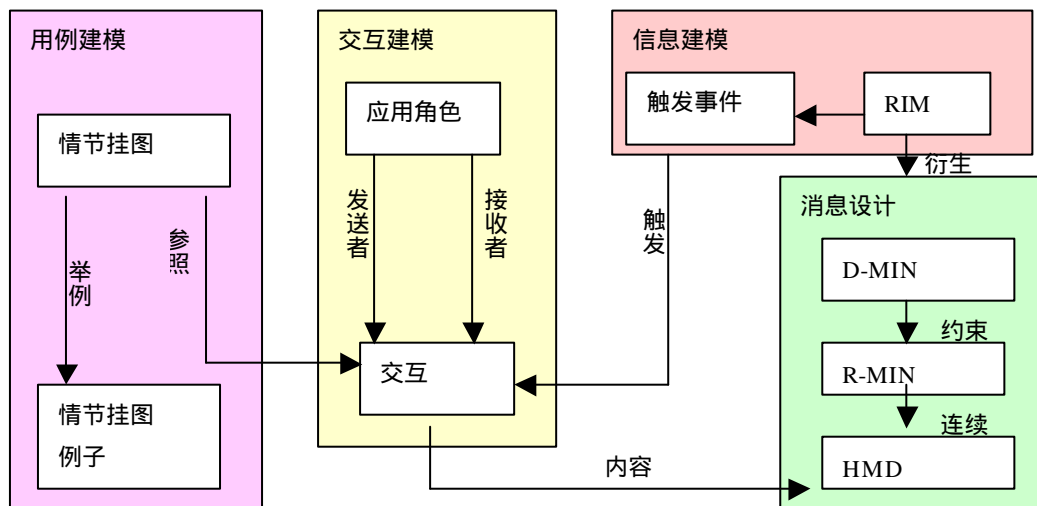 用例建模
情节挂图
举例
参照
情节挂图
例子
交互建模
应用角色
发送者
接收者
交互
信息建模
触发事件
RIM
触发
衍生
消息设计
D-MIN
约束
R-MIN
连续
HMD
内容